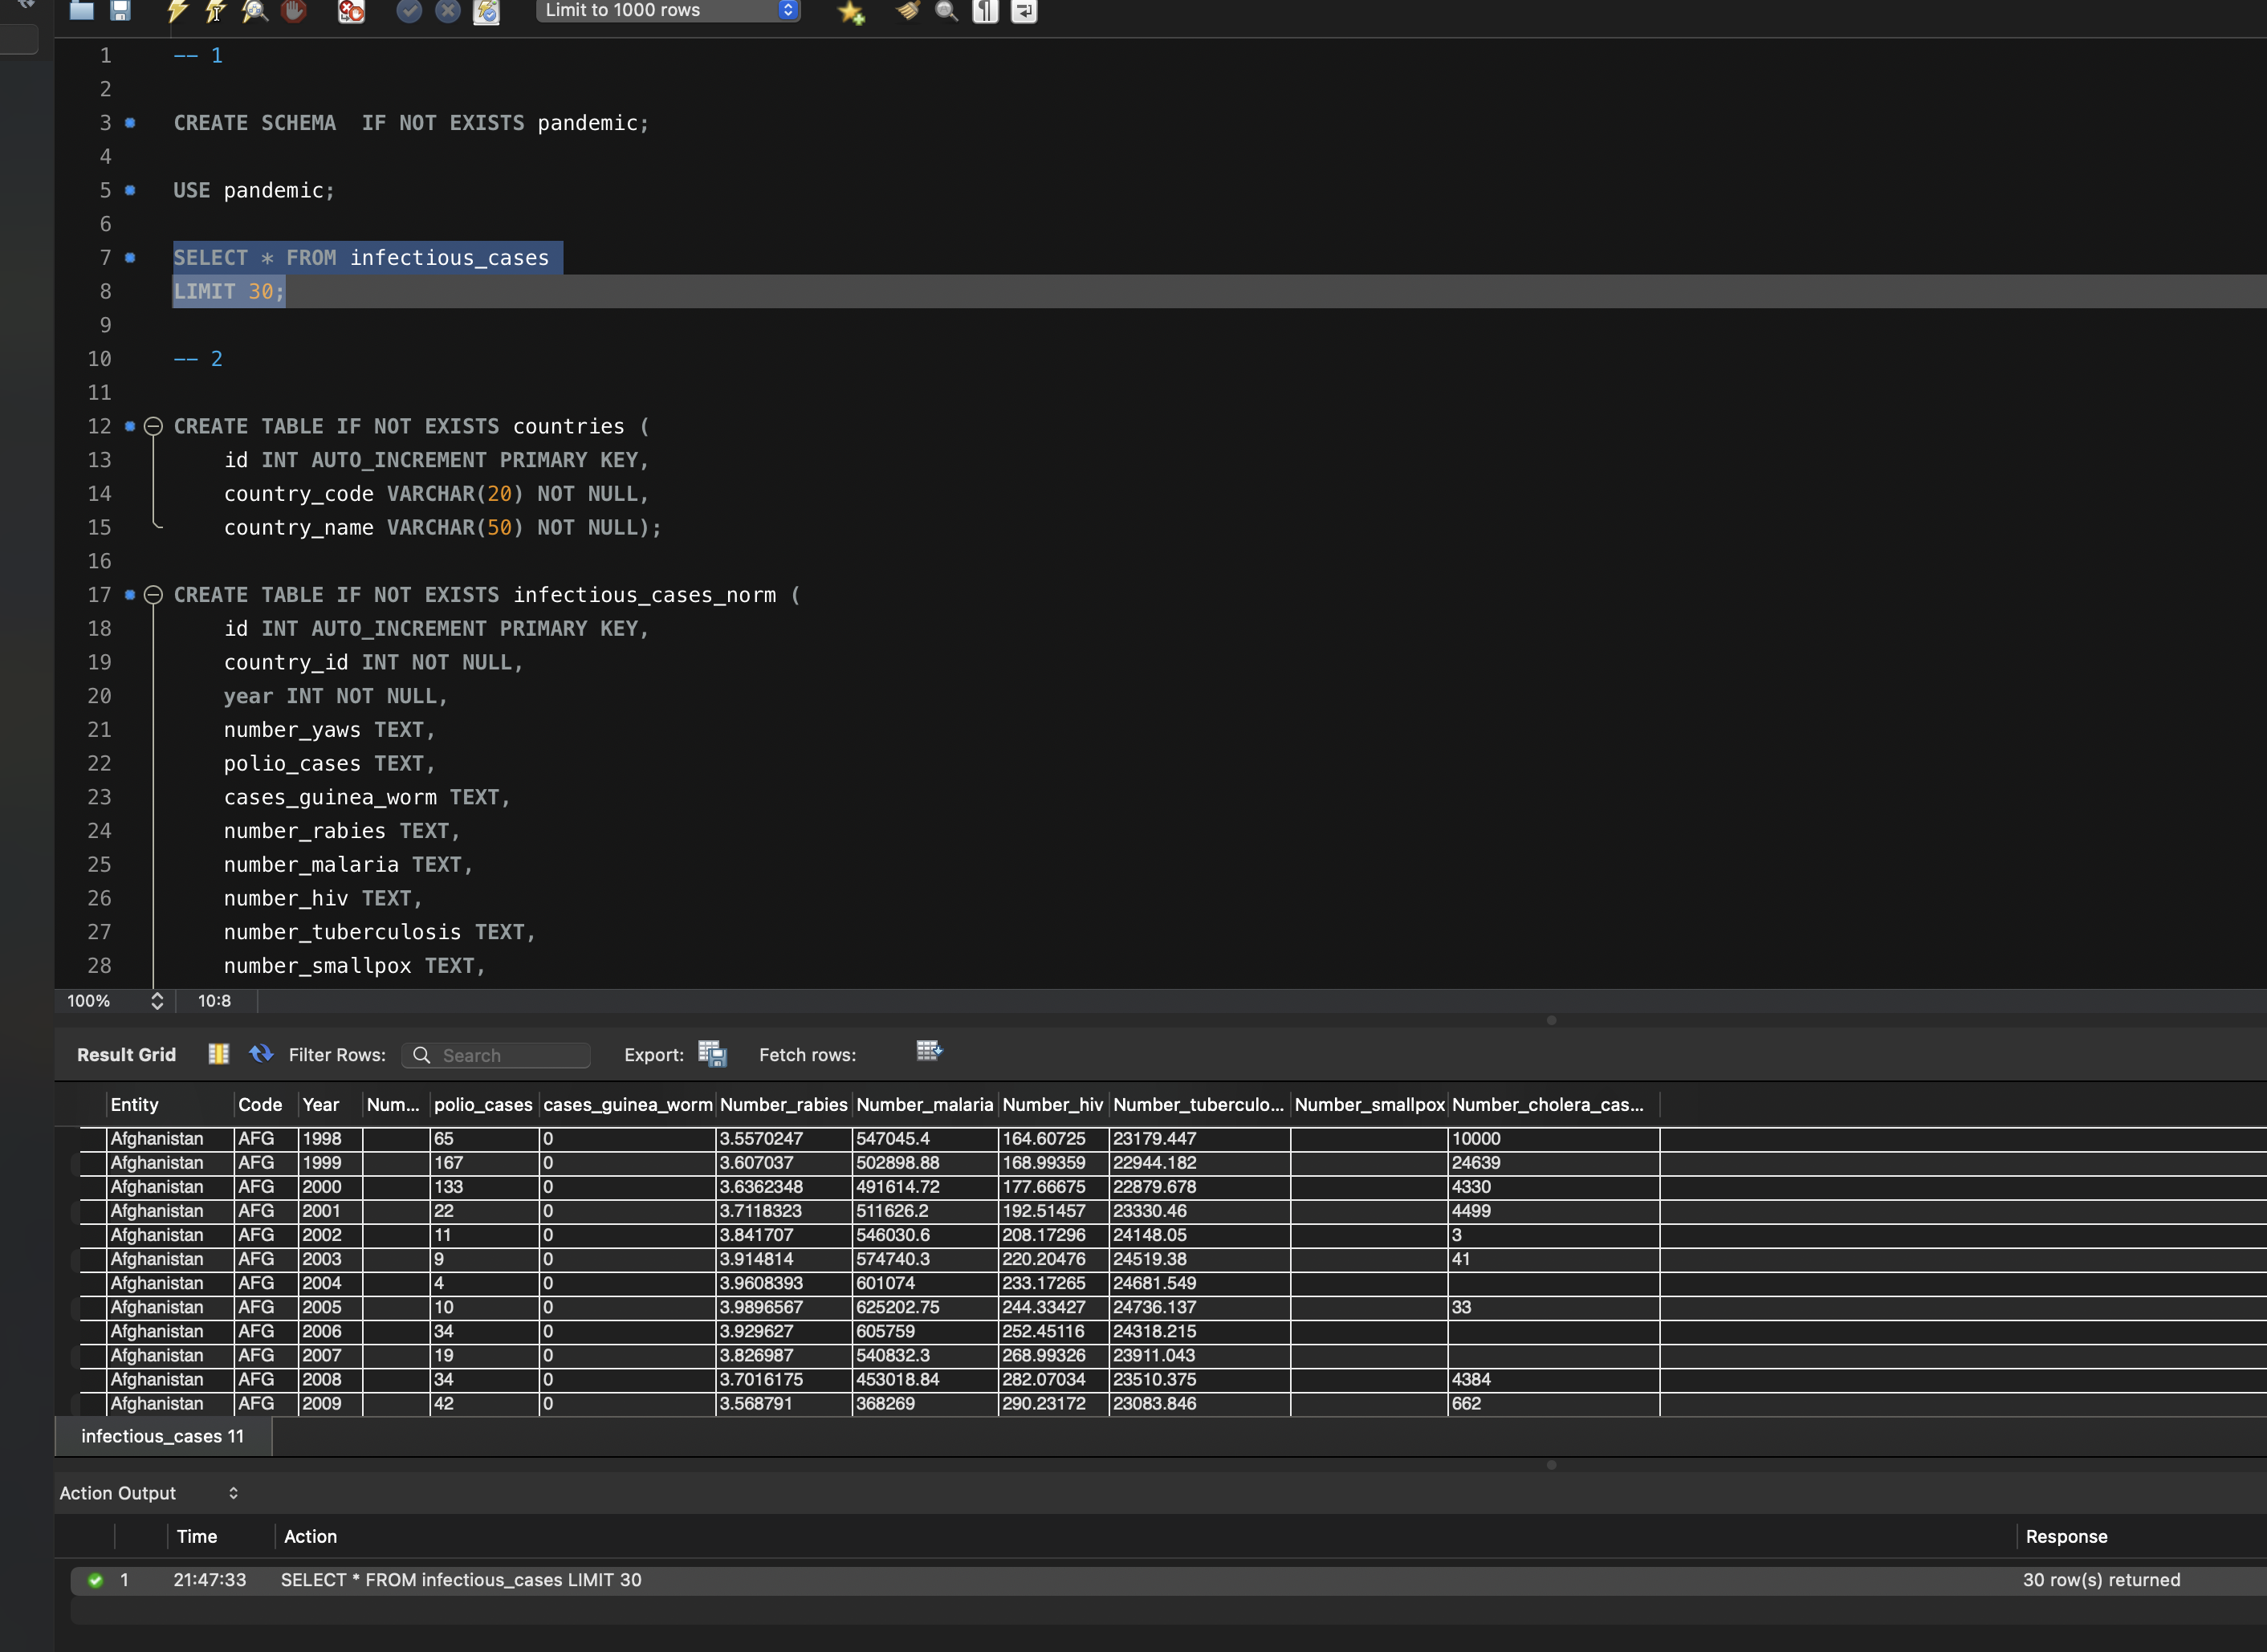 Limit to 1000 rows
1 -- 1
2
3 CREATE SCHEMA  IF NOT EXISTS pandemic;
4
5 USE pandemic;
6
7 SELECT * FROM infectious_cases
8 LIMIT 30;
9
10 -- 2
11
12 CREATE TABLE IF NOT EXISTS countries (
13     id INT AUTO_INCREMENT PRIMARY KEY,
14     country_code VARCHAR(20) NOT NULL,
15     country_name VARCHAR(50) NOT NULL);
16
17 CREATE TABLE IF NOT EXISTS infectious_cases_norm (
18     id INT AUTO_INCREMENT PRIMARY KEY,
19     country_id INT NOT NULL,
20     year INT NOT NULL,
21     number_yaws TEXT,
22     polio_cases TEXT,
23     cases_guinea_worm TEXT,
24     number_rabies TEXT,
25     number_malaria TEXT,
26     number_hiv TEXT,
27     number_tuberculosis TEXT,
28     number_smallpox TEXT,
100% 10:8
Result Grid Filter Rows: Search Export: Fetch rows:
Entity Code Year Num... polio_cases cases_guinea_worm Number_rabies Number_malaria Number_hiv Number_tuberculo... Number_smallpox Number_cholera_cas...
Afghanistan AFG 1998 65 0 3.5570247 547045.4 164.60725 23179.447 10000
Afghanistan AFG 1999 167 0 3.607037 502898.88 168.99359 22944.182 24639
Afghanistan AFG 2000 133 0 3.6362348 491614.72 177.66675 22879.678 4330
Afghanistan AFG 2001 22 0 3.7118323 511626.2 192.51457 23330.46 4499
Afghanistan AFG 2002 11 0 3.841707 546030.6 208.17296 24148.05 3
Afghanistan AFG 2003 9 0 3.914814 574740.3 220.20476 24519.38 41
Afghanistan AFG 2004 4 0 3.9608393 601074 233.17265 24681.549
Afghanistan AFG 2005 10 0 3.9896567 625202.75 244.33427 24736.137 33
Afghanistan AFG 2006 34 0 3.929627 605759 252.45116 24318.215
Afghanistan AFG 2007 19 0 3.826987 540832.3 268.99326 23911.043
Afghanistan AFG 2008 34 0 3.7016175 453018.84 282.07034 23510.375 4384
Afghanistan AFG 2009 42 0 3.568791 368269 290.23172 23083.846 662
infectious_cases 11
Action Output
Time Action Response
1 21:47:33 SELECT * FROM infectious_cases LIMIT 30 30 row(s) returned